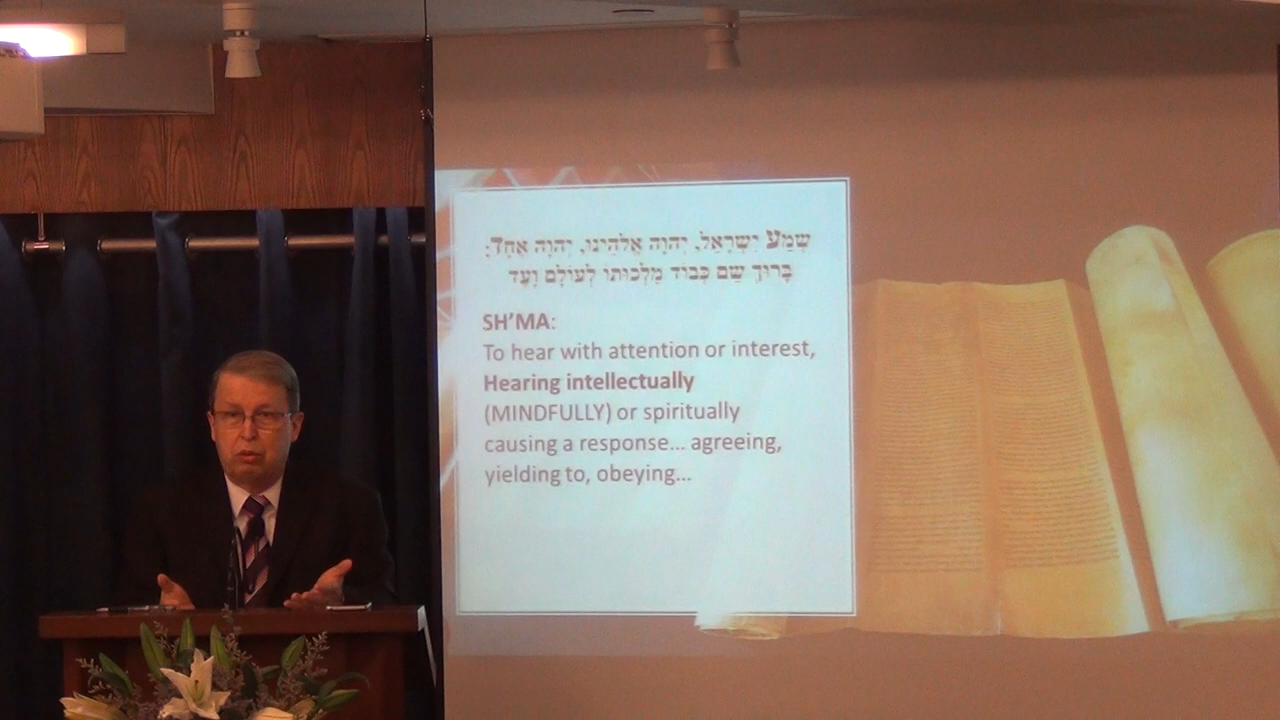 שְׁמַע יִשְׂרָאֵל, יְהוָה אֱלֹהֵינוּ, יְהוָה אֶחָד:
בָּרוּךְ שֵׁם כְּבוֹד מַלְכוּתוֹ לְעוֹלָם וָעֶד
SH’MA:
To hear with attention or interest,
Hearing intellectually
(MINDFULLY) or spiritually
causing a response... agreeing,
yielding to, obeying...